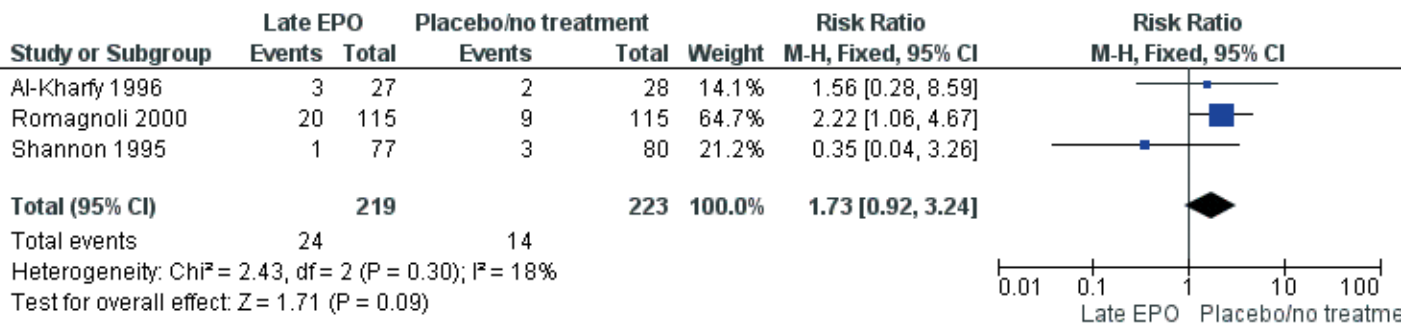 Late EPO Placebo/no treatment Risk Ratio Risk Ratio
Study or Subgroup Events Total Events Total Weight M-H, Fixed, 95% CI M-H, Fixed, 95% CI
Al-Kharfy 1996 3 27 2 28 14.1% 1.56 [0.28, 8.59]
Romagnoli 2000 20 115 9 115 64.7% 2.22 [1.06, 4.67]
Shannon 1995 1 77 3 80 21.2% 0.35 [0.04, 3.26]
Total (95% CI) 219 223 100.0% 1.73 [0.92, 3.24]
Total events 24 14
Heterogeneity: Chi² = 2.43, df = 2 (P = 0.30); I² = 18%
Test for overall effect: Z = 1.71 (P = 0.09)
0.01 0.1 1 10 100
Late EPO Placebo/no treatme